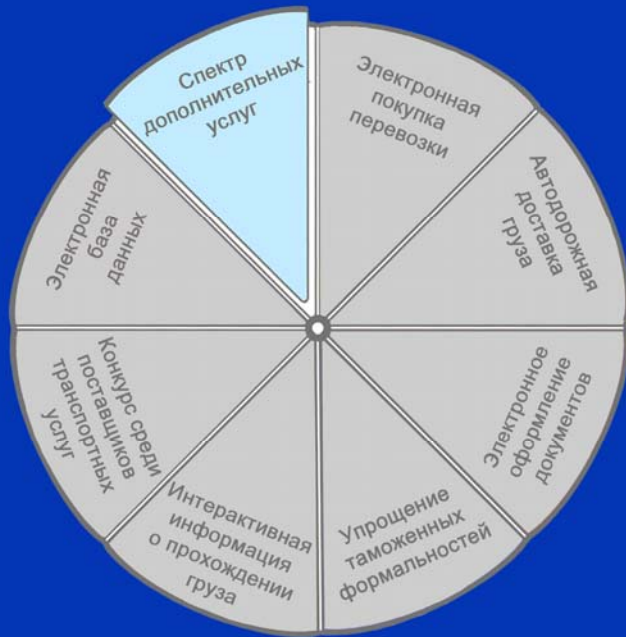 Спектр
дополнительных
услуг
Электронная
покупка
перевозки
Автодорожная
доставка
груза
Электронное
оформление
документов
Упрощение
таможенных
формальностей
Интерактивная
информация
о прохождении
груза
Конкурс среди
поставщиков
транспортных
услуг
Электронная
база
данных